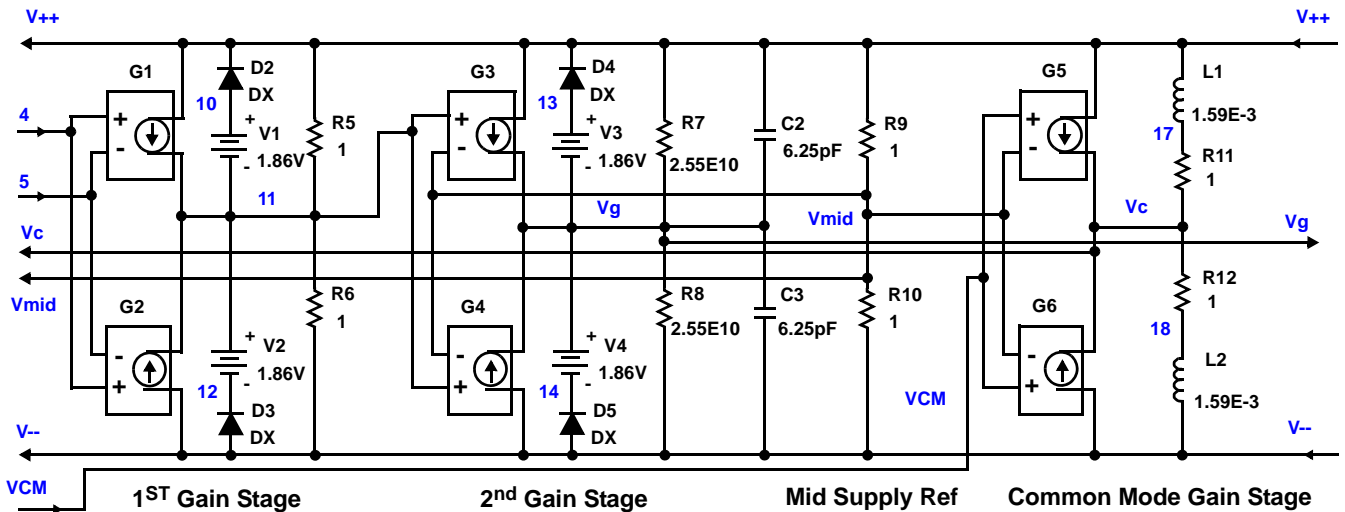 V++
V++
G1
D2
DX
G3
D4
DX
G5
L1
4
10
13
1.59E-3
+
-
+
V1
1.86V
-
R5
1
+
-
+
V3
1.86V
-
R7
2.55E10
C2
6.25pF
R9
1
+
-
17
R11
1
5
11
Vg
Vmid
Vc
Vc
Vg
Vmid
G2
R6
1
G4
R8
2.55E10
C3
6.25pF
R10
1
G6
R12
1
-
+
+
V2
1.86V
-
-
+
+
V4
1.86V
-
-
+
18
L2
1.59E-3
12
D3
DX
14
D5
DX
VCM
V--
V--
VCM
1ST Gain Stage
2nd Gain Stage
Mid Supply Ref
Common Mode Gain Stage